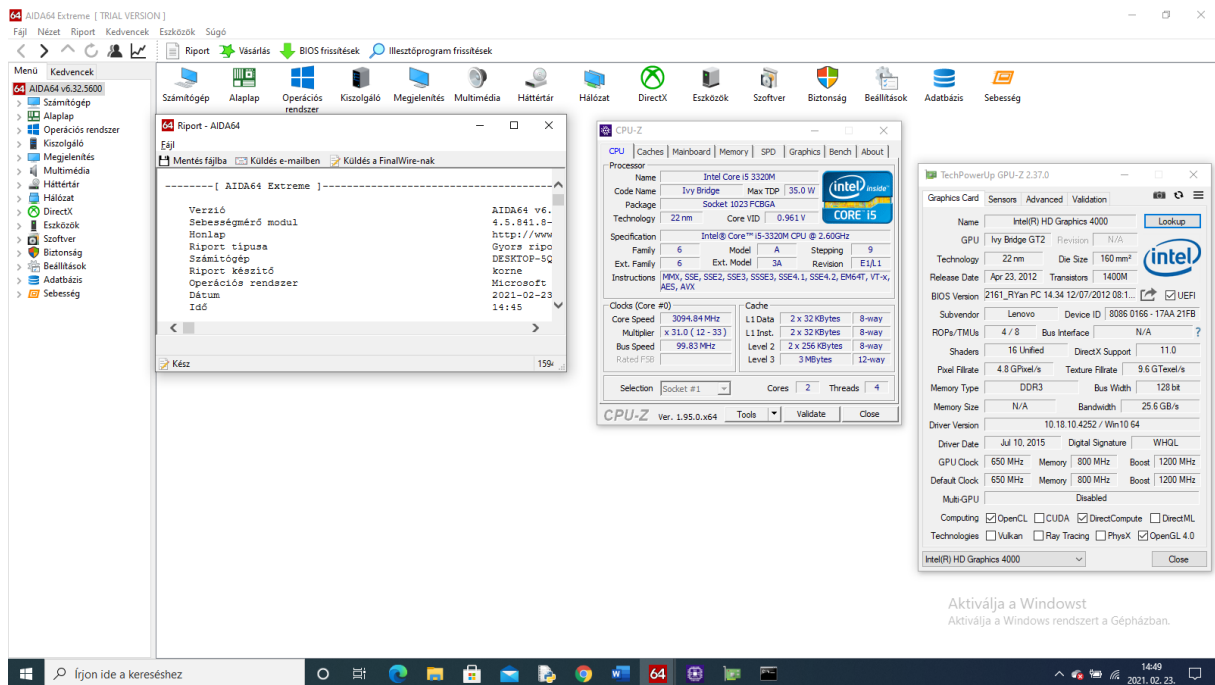 64 AIDA64 Extreme [ TRIAL VERSION ]
Fájl Nézet Riport Kedvencek Eszközök Súgó
Riport Vásárlás BIOS frissítések Illesztőprogram frissítések
Menü Kedvencek
64 AIDA64 v6.32.5600
Számítógép
Alaplap
Operációs rendszer
Kiszolgáló
Megjelenítés
Multimédia
Háttértár
Hálózat
DirectX
Eszközök
Szoftver
Biztonság
Beállítások
Adatbázis
Sebesség
Számítógép Alaplap Operációs rendszer Kiszolgáló Megjelenítés Multimédia Háttértár Hálózat DirectX Eszközök Szoftver Biztonság Beállítások Adatbázis Sebesség
64 Riport - AIDA64
Fájl
Mentés fájlba Küldés e-mailben Küldés a FinalWire-nak
--------[ AIDA64 Extreme ]--------
Verzió AIDA64 v6.
Sebességmérő modul 4.5.841.8-
Honlap http://www
Riport típusa Gyors ripo
Számítógép DESKTOP-5Q
Riport készítő korne
Operációs rendszer Microsoft
Dátum 2021-02-23
Idő 14:45
Kész 159
CPU-Z
CPU Caches Mainboard Memory SPD Graphics Bench About
Processor
Name Intel Core i5 3320M
Code Name Ivy Bridge Max TDP 35.0 W
Package Socket 1023 FCBGA
Technology 22 nm Core VID 0.961 V
(intel) inside™ CORE i5
Specification Intel® Core™ i5-3320M CPU @ 2.60GHz
Family 6 Model A Stepping 9
Ext. Family 6 Ext. Model 3A Revision E1/L1
Instructions MMX, SSE, SSE2, SSE3, SSSE3, SSE4.1, SSE4.2, EM64T, VT-x,
AES, AVX
Clocks (Core #0)
Core Speed 3094.84 MHz
Multiplier x 31.0 ( 12 - 33 )
Bus Speed 99.83 MHz
Rated FSB
Cache
L1 Data 2 x 32 KBytes 8-way
L1 Inst. 2 x 32 KBytes 8-way
Level 2 2 x 256 KBytes 8-way
Level 3 3 MBytes 12-way
Selection Socket #1 Cores 2 Threads 4
CPU-Z Ver. 1.95.0.x64 Tools Validate Close
TechPowerUp GPU-Z 2.37.0
Graphics Card Sensors Advanced Validation
Name Intel(R) HD Graphics 4000 Lookup
GPU Ivy Bridge GT2 Revision N/A
Technology 22 nm Die Size 160 mm²
(intel)
Release Date Apr 23, 2012 Transistors 1400M
BIOS Version 2161_RYan PC 14.34 12/07/2012 08:1... UEFI
Subvendor Lenovo Device ID 8086 0166 - 17AA 21FB
ROPs/TMUs 4 / 8 Bus Interface N/A ?
Shaders 16 Unified DirectX Support 11.0
Pixel Fillrate 4.8 GPixel/s Texture Fillrate 9.6 GTexel/s
Memory Type DDR3 Bus Width 128 bit
Memory Size N/A Bandwidth 25.6 GB/s
Driver Version 10.18.10.4252 / Win10 64
Driver Date Jul 10, 2015 Digital Signature WHQL
GPU Clock 650 MHz Memory 800 MHz Boost 1200 MHz
Default Clock 650 MHz Memory 800 MHz Boost 1200 MHz
Multi-GPU Disabled
Computing OpenCL CUDA DirectCompute DirectML
Technologies Vulkan Ray Tracing PhysX OpenGL 4.0
Intel(R) HD Graphics 4000 Close
Aktiválja a Windowst
Aktiválja a Windows rendszert a Gépházban.
Írjon ide a kereséshez
64
14:49
2021. 02. 23.